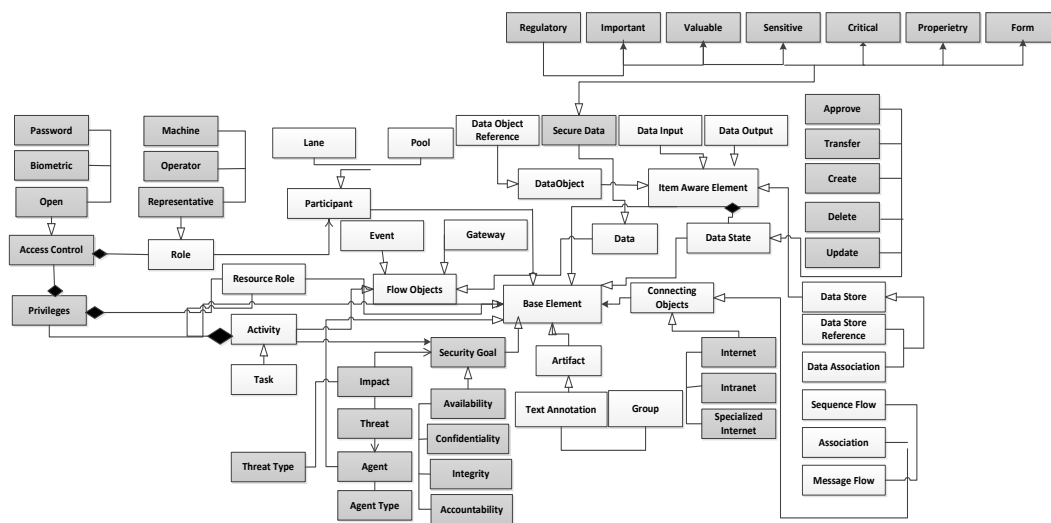 Regulatory
Important
Valuable
Sensitive
Critical
Properietry
Form
Password
Machine
Lane
Pool
Data Object
Reference
Secure Data
Data Input
Data Output
Approve
Transfer
Biometric
Operator
DataObject
Item Aware Element
Create
Open
Representative
Participant
Event
Gateway
Data
Data State
Delete
Access Control
Role
Update
Resource Role
Flow Objects
Base Element
Connecting
Objects
Data Store
Privileges
Activity
Data Store
Reference
Security Goal
Artifact
Internet
Data Association
Task
Impact
Intranet
Availability
Text Annotation
Group
Sequence Flow
Threat
Specialized
Internet
Confidentiality
Association
Threat Type
Agent
Integrity
Message Flow
Agent Type
Accountability